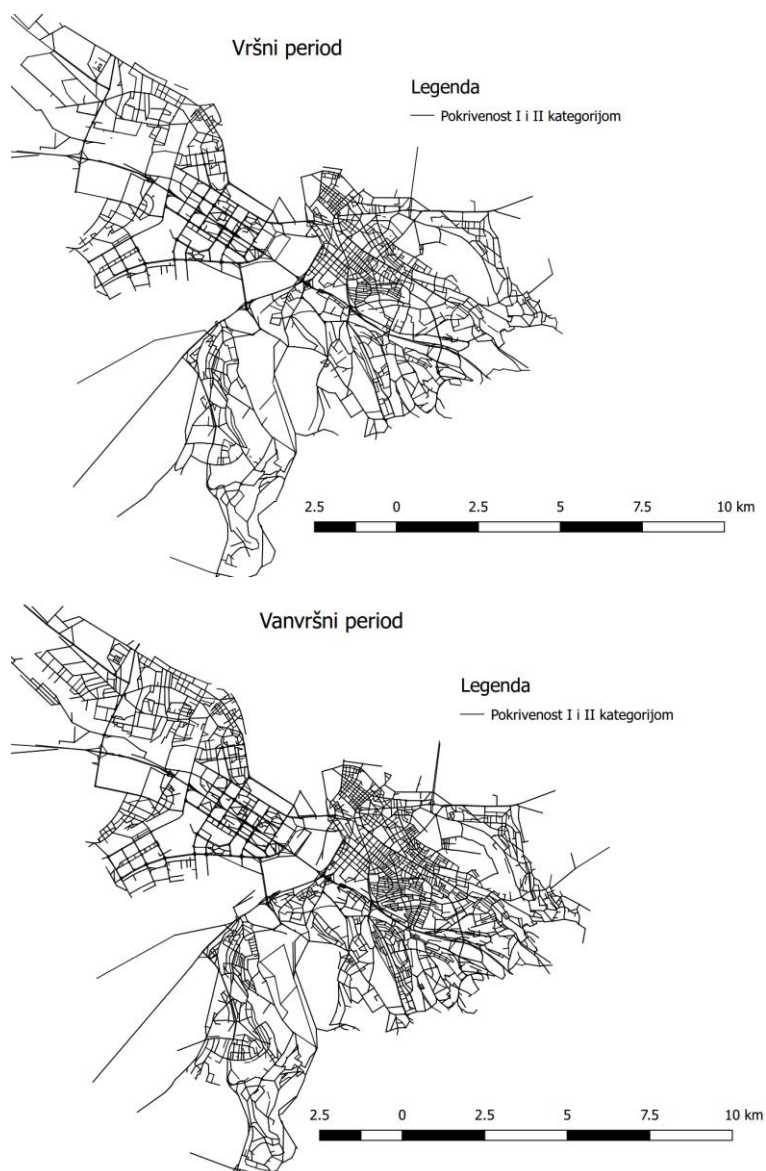 Vršni period
Legenda
Pokrivenost I i II kategorijom
2.5 0 2.5 5 7.5 10 km
Vanvršni period
Legenda
Pokrivenost I i II kategorijom
2.5 0 2.5 5 7.5 10 km